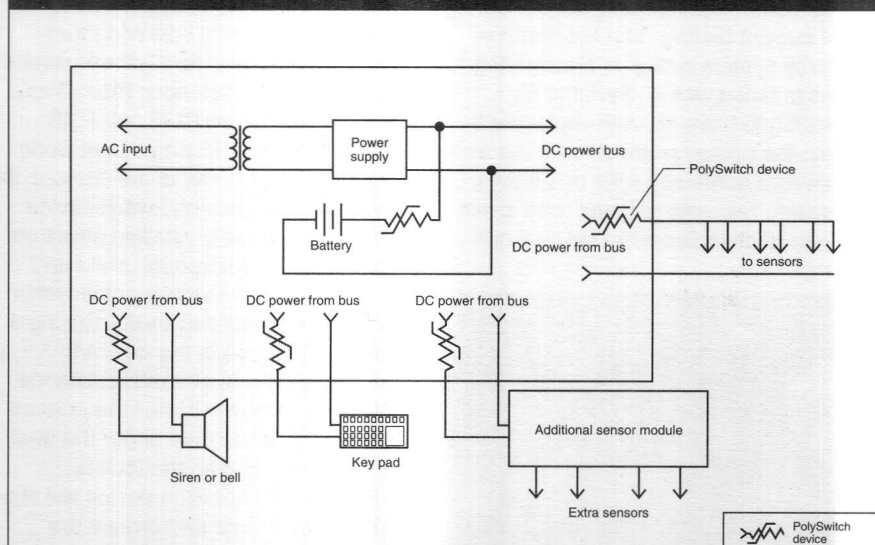 AC input
Power
supply
DC power bus
PolySwitch device
Battery
DC power from bus
to sensors
DC power from bus
DC power from bus
DC power from bus
Siren or bell
Key pad
Additional sensor module
Extra sensors
PolySwitch
device